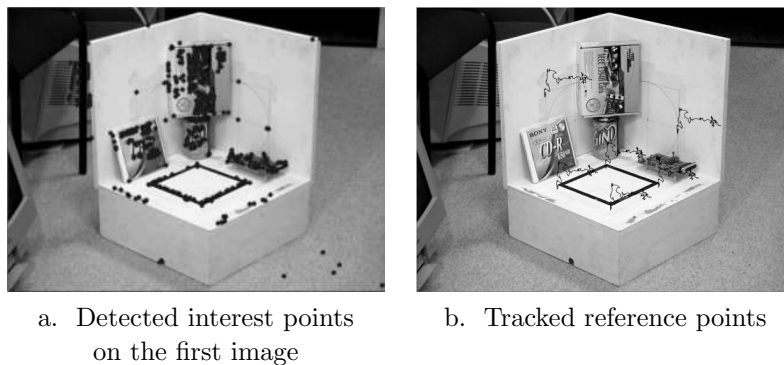 SONY
CD-R
a. Detected interest points
on the first image
b. Tracked reference points